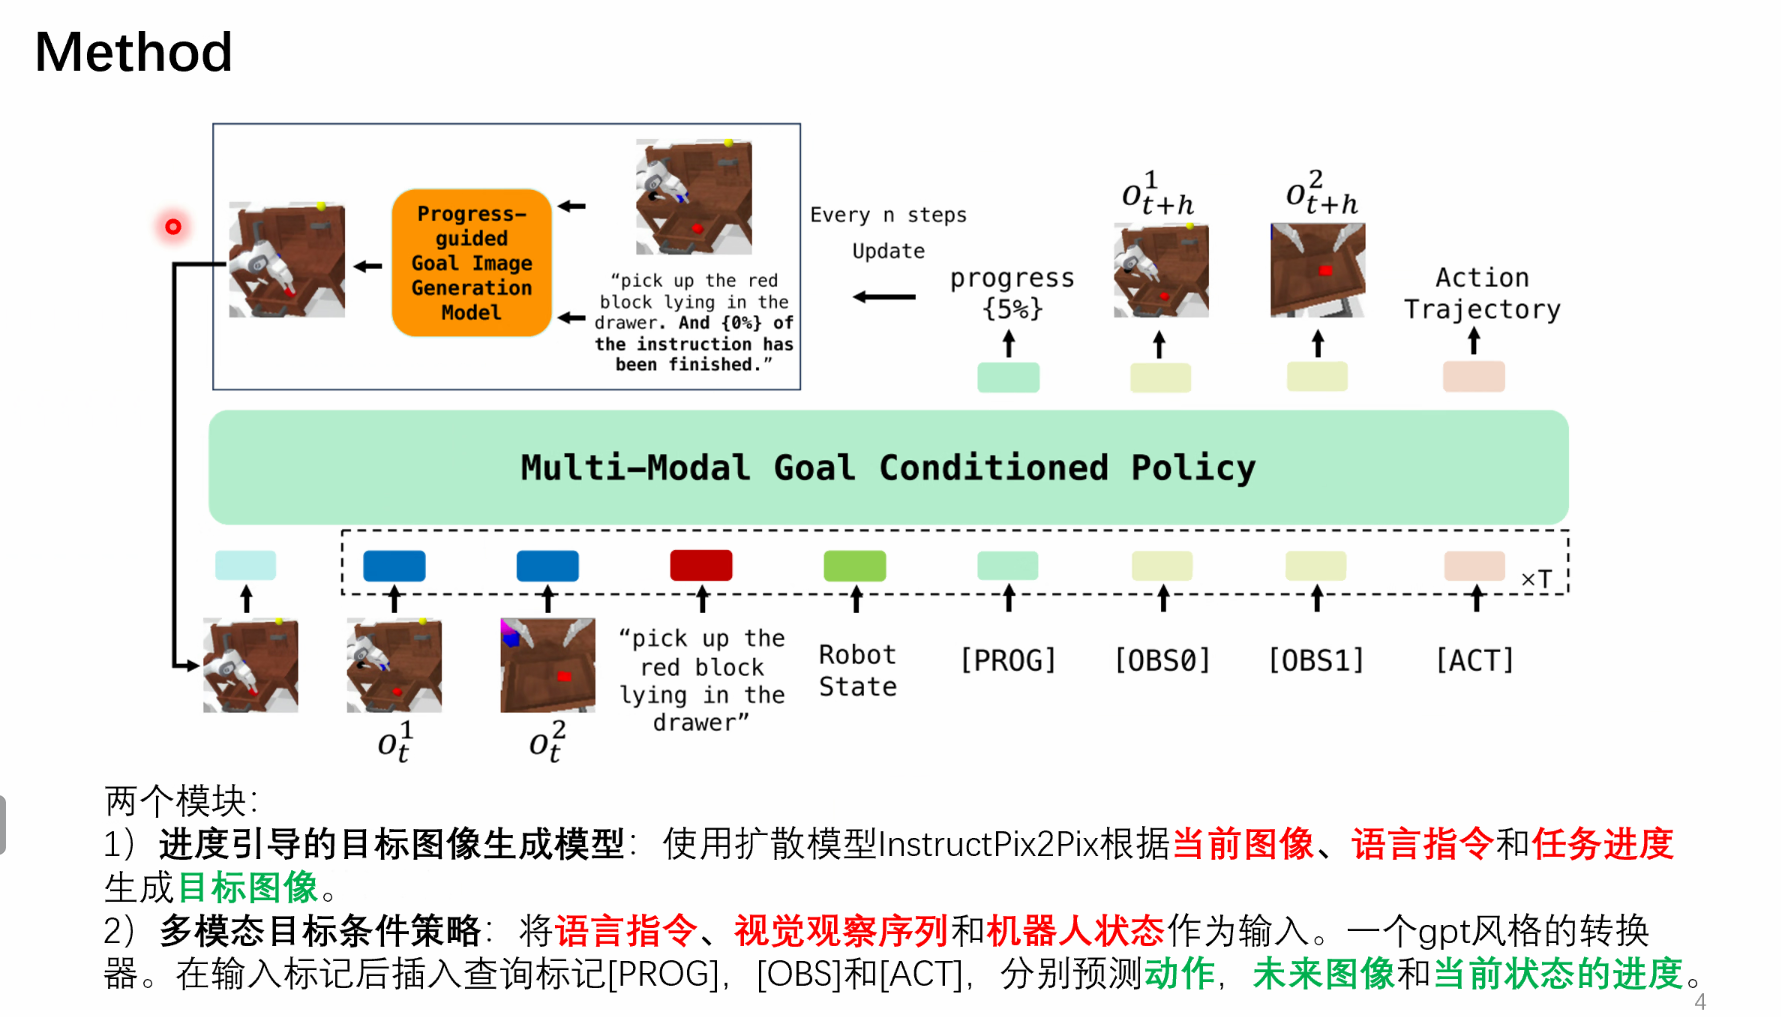 Method
Progress-
guided
Goal Image
Generation
Model
“pick up the red
block lying in the
drawer. And {0%} of
the instruction has
been finished.”
Every n steps
Update
progress
{5%}
o¹ₜ₊ₕ
o²ₜ₊ₕ
Action
Trajectory
Multi-Modal Goal Conditioned Policy
×T
o¹ₜ
o²ₜ
“pick up the
red block
lying in the
drawer”
Robot
State
[PROG]
[OBS0]
[OBS1]
[ACT]
两个模块：
1）进度引导的目标图像生成模型：使用扩散模型InstructPix2Pix根据当前图像、语言指令和任务进度
生成目标图像。
2）多模态目标条件策略：将语言指令、视觉观察序列和机器人状态作为输入。一个gpt风格的转换
器。在输入标记后插入查询标记[PROG]，[OBS]和[ACT]，分别预测动作，未来图像和当前状态的进度。
4